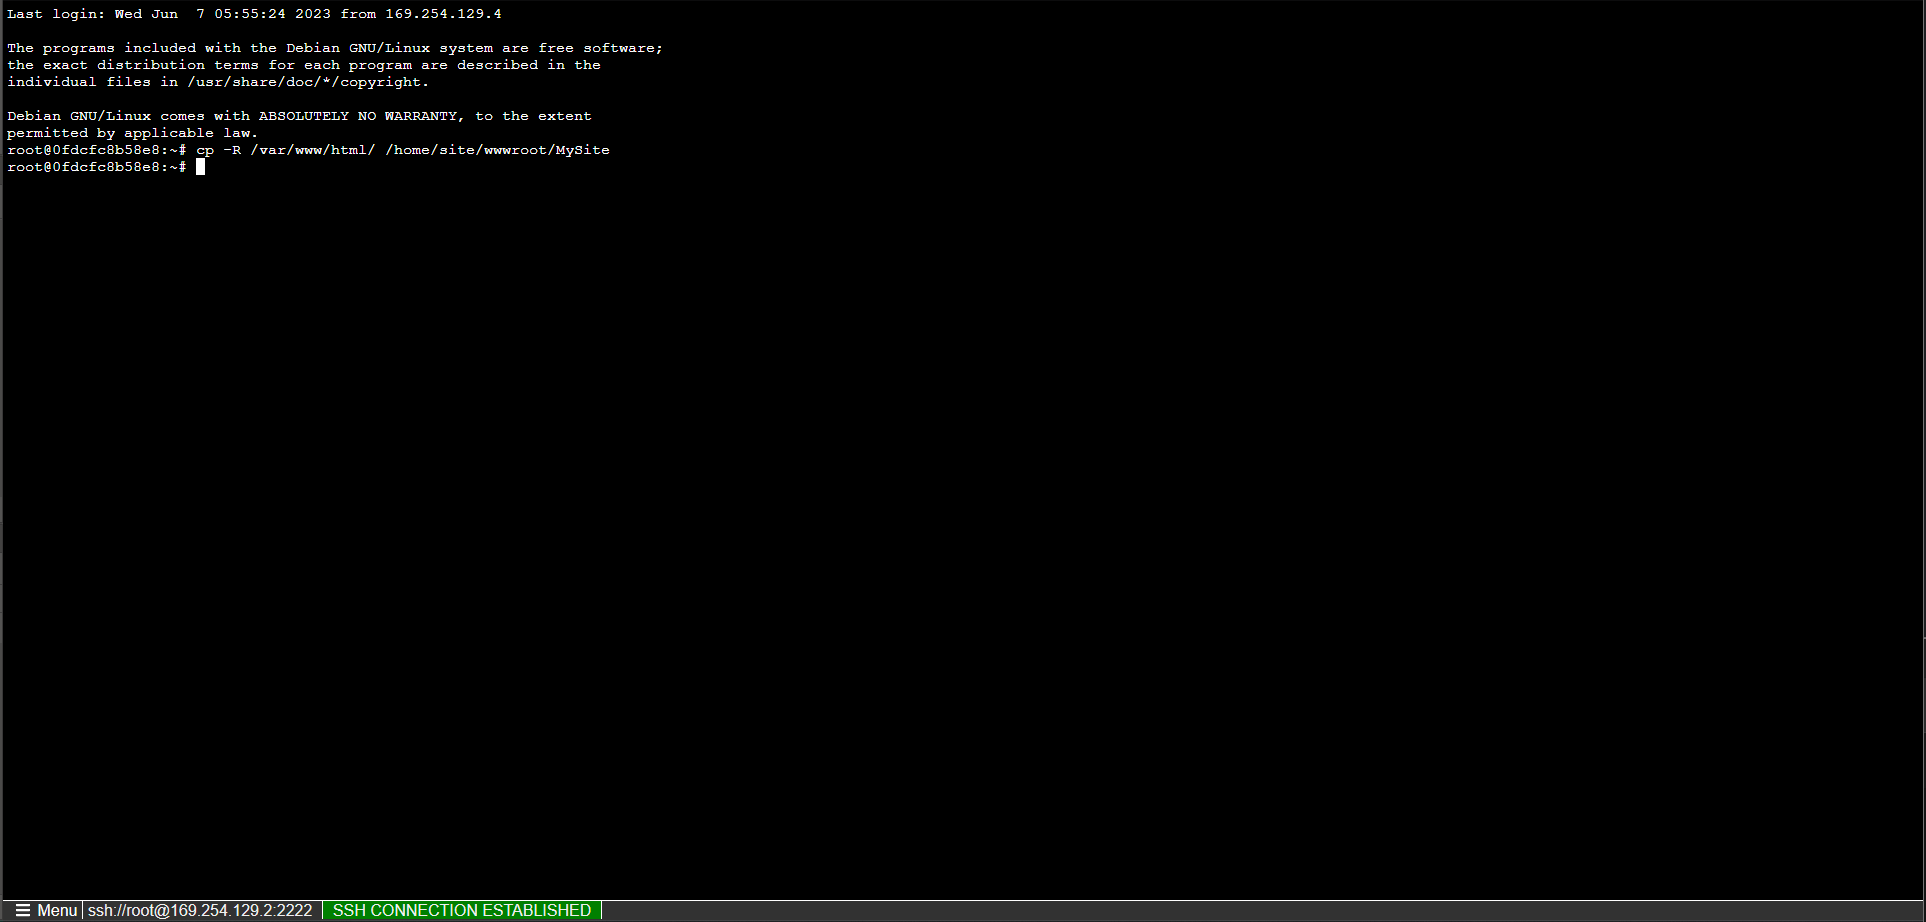 Last login: Wed Jun  7 05:55:24 2023 from 169.254.129.4
The programs included with the Debian GNU/Linux system are free software;
the exact distribution terms for each program are described in the
individual files in /usr/share/doc/*/copyright.
Debian GNU/Linux comes with ABSOLUTELY NO WARRANTY, to the extent
permitted by applicable law.
root@0fdcfc8b58e8:~# cp -R /var/www/html/ /home/site/wwwroot/MySite
root@0fdcfc8b58e8:~#
Menu ssh://root@169.254.129.2:2222 SSH CONNECTION ESTABLISHED